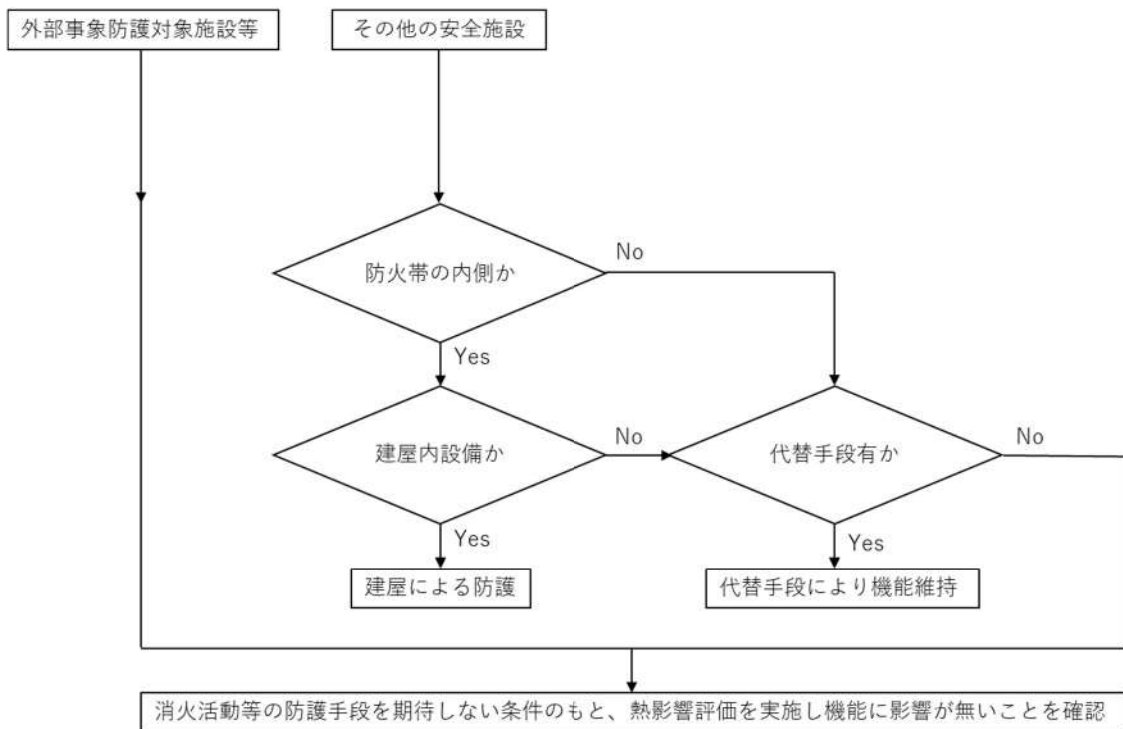 外部事象防護対象施設等
その他の安全施設
防火帯の内側か
No
Yes
建屋内設備か
No
代替手段有か
No
Yes
Yes
建屋による防護
代替手段により機能維持
消火活動等の防護手段を期待しない条件のもと、熱影響評価を実施し機能に影響が無いことを確認